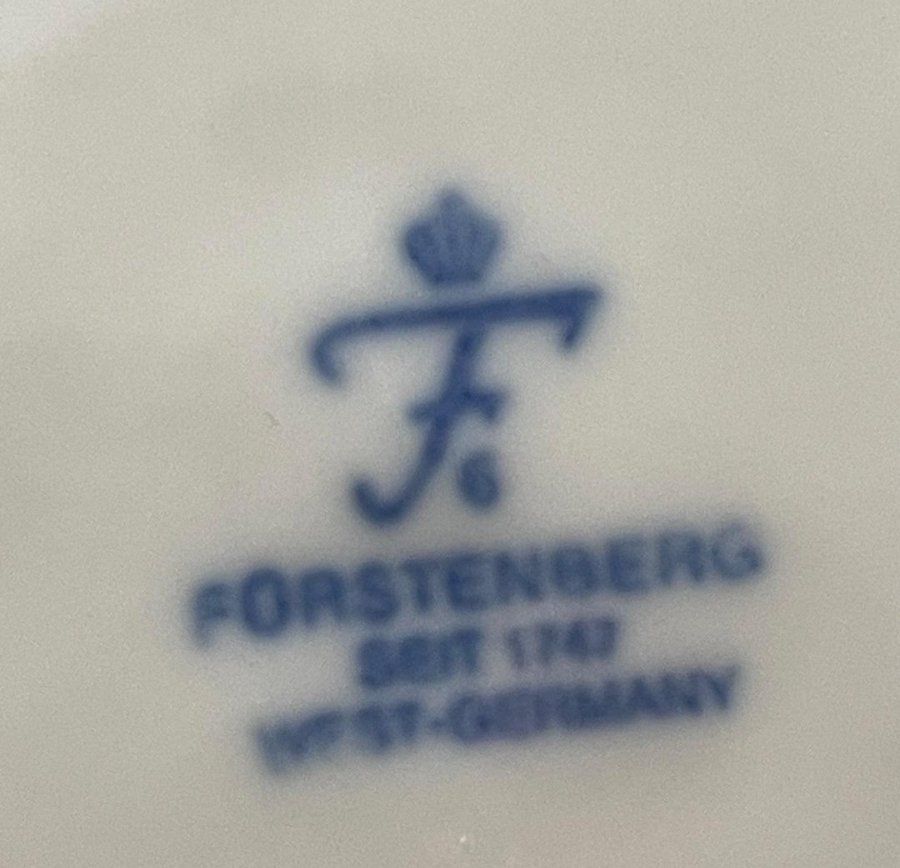 F
6
FÜRSTENBERG
SEIT 1747
WEST-GERMANY